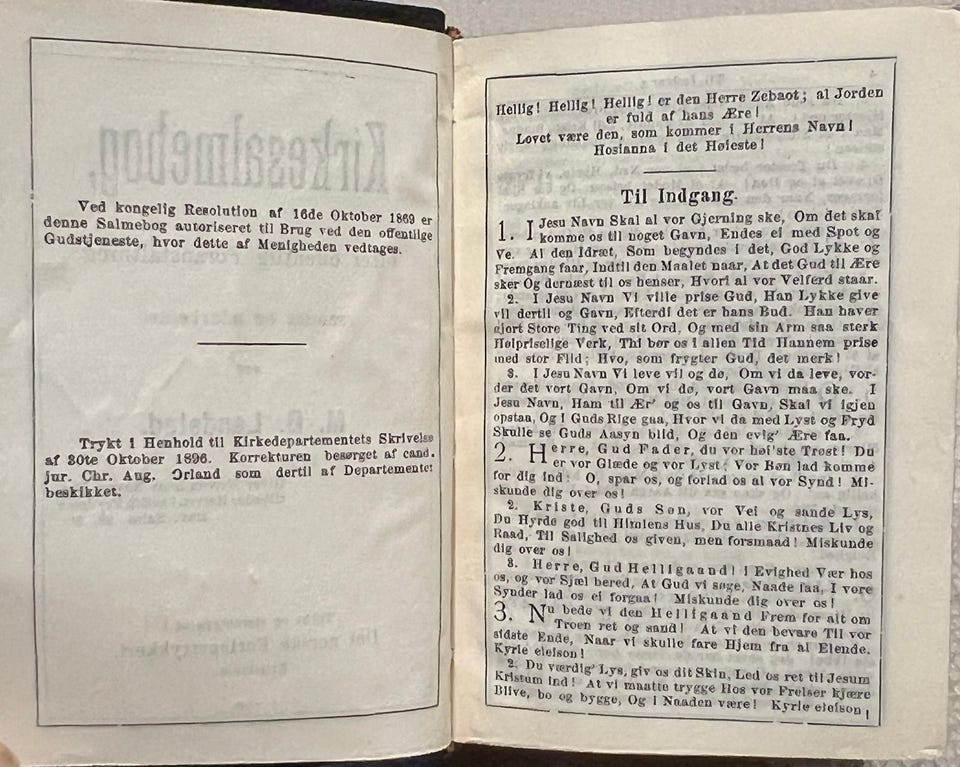 Ved kongelig Resolution af 16de Oktober 1869 er
denne Salmebog autoriseret til Brug ved den offentlige
Gudstjeneste, hvor dette af Menigheden vedtages.
Trykt i Henhold til Kirkedepartementets Skrivelse
af 30te Oktober 1896. Korrekturen besørget af cand.
jur. Chr. Aug. Orland som dertil af Departementet
beskikket.
Hellig! Hellig! Hellig! er den Herre Zebaot; al Jorden
er fuld af hans Ære!
Lovet være den, som kommer i Herrens Navn!
Hosianna i det Høieste!
Til Indgang.
1. I Jesu Navn Skal al vor Gjerning ske, Om det skal
komme os til noget Gavn, Endes ei med Spot og
Ve. Al den Idræt, Som begyndes i det, God Lykke og
Fremgang faar, Indtil den Maalet naar, At det Gud til Ære
sker Og dernæst til os henser, Hvori al vor Velferd staar.
2. I Jesu Navn Vi ville prise Gud, Han Lykke give
vil dertil og Gavn, Efterdi det er hans Bud. Han haver
gjort Store Ting ved sit Ord, Og med sin Arm saa sterk
Høipriselige Verk, Thi bør os i allen Tid Hannem prise
med stor Flid; Hvo, som frygter Gud, det merk!
3. I Jesu Navn Vi leve vil og dø, Om vi da leve, vor-
der det vort Gavn, Om vi dø, vort Gavn maa ske. I
Jesu Navn, Ham til Ær' og os til Gavn, Skal vi igjen
opstaa, Og i Guds Rige gaa, Hvor vi da med Lyst og Fryd
Skulle se Guds Aasyn blid, Og den evig' Ære faa.
2. Herre, Gud Fader, du vor høi'ste Trøst! Du
er vor Glæde og vor Lyst; Vor Bøn lad komme
for dig ind: O, spar os, og forlad os al vor Synd! Mi-
skunde dig over os!
2. Kriste, Guds Søn, vor Vei og sande Lys,
Du Hyrde god til Himlens Hus, Du alle Kristnes Liv og
Raad, Til Salighed os given, men forsmaad! Miskunde
dig over os!
3. Herre, Gud Helligaand! i Evighed Vær hos
os, og vor Sjæl bered, At Gud vi søge, Naade faa, I vore
Synder lad os ei forgaa! Miskunde dig over os!
3. Nu bede vi den Helligaand Frem for alt om
Troen ret og sand! At vi den bevare Til vor
sidste Ende, Naar vi skulle fare Hjem fra al Elende.
Kyrie eleison!
2. Du værdig' Lys, giv os dit Skin, Led os ret til Jesum
Kristum ind! At vi maatte trygge Hos vor Frelser kjære
Blive, bo og bygge, Og i Naaden være! Kyrie eleison!